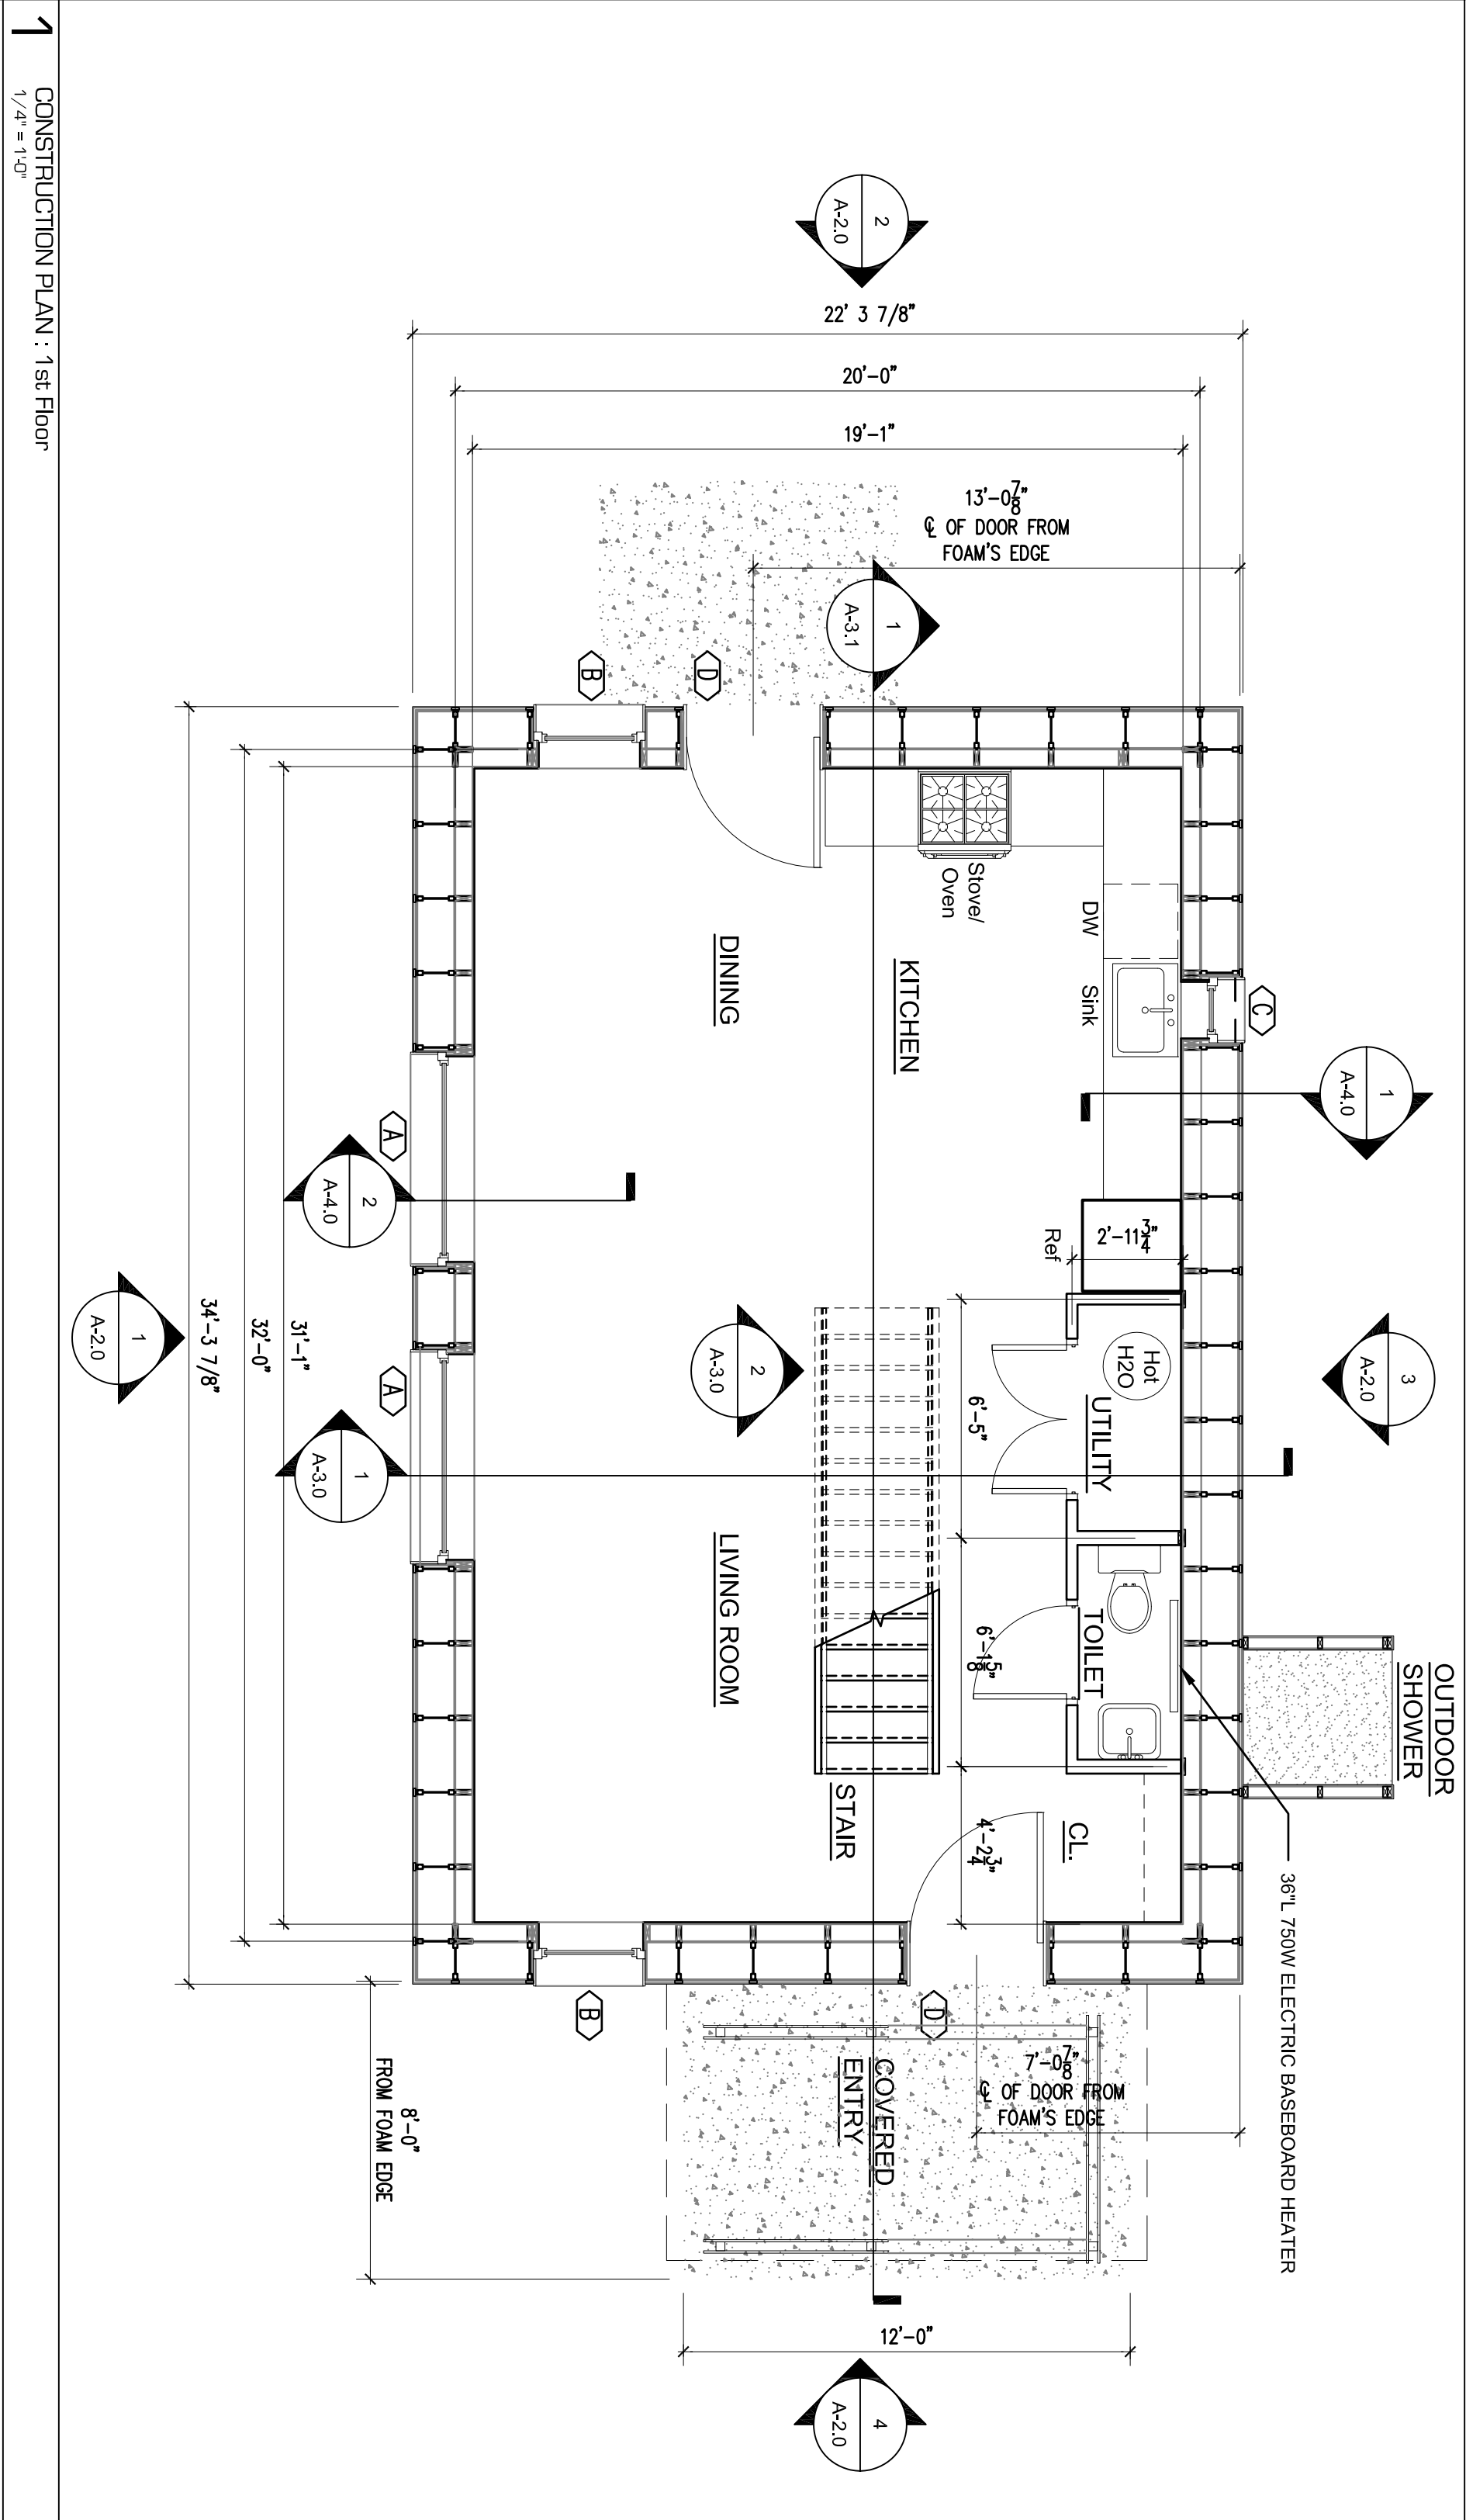 1
CONSTRUCTION PLAN : 1st Floor
1/4" = 1'-0"
OUTDOOR
SHOWER
36"L 750W ELECTRIC BASEBOARD HEATER
3
A-2.0
1
A-4.0
C
2
A-2.0
22' 3 7/8"
20'-0"
19'-1"
13'-0 7/8"
℄ OF DOOR FROM
FOAM'S EDGE
1
A-3.1
D
B
DW
Sink
Stove/
Oven
KITCHEN
DINING
2'-11 3/4"
Ref
Hot
H2O
UTILITY
6'-5"
TOILET
6'-1 5/8"
CL.
4'-2 3/4"
2
A-3.0
STAIR
LIVING ROOM
D
7'-0 7/8"
℄ OF DOOR FROM
FOAM'S EDGE
COVERED
ENTRY
B
12'-0"
4
A-2.0
8'-0"
FROM FOAM EDGE
A
2
A-4.0
A
1
A-3.0
31'-1"
32'-0"
34'-3 7/8"
1
A-2.0